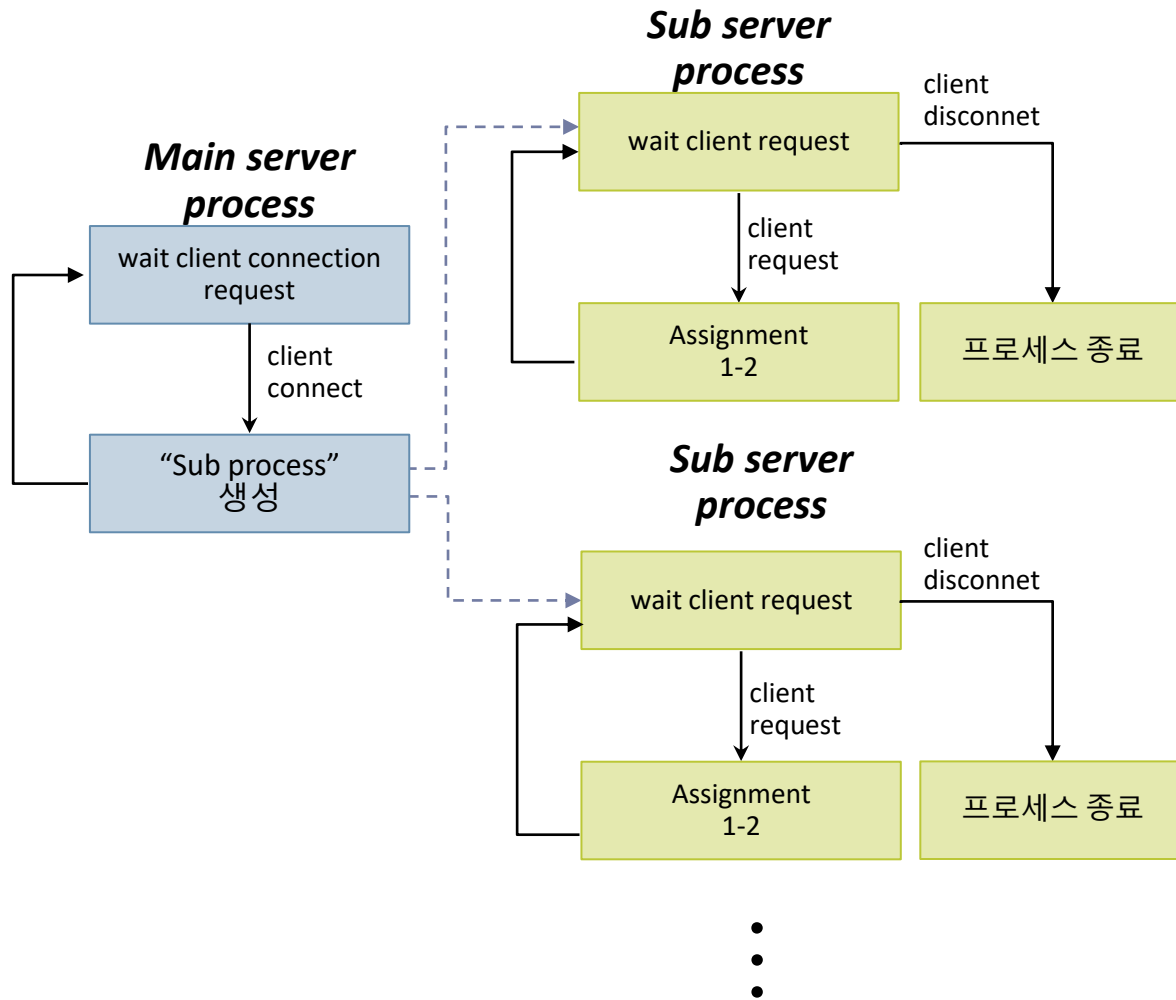 Main server
process
wait client connection
request
client
connect
“Sub process”
생성
Sub server
process
wait client request
client
disconnet
client
request
Assignment
1-2
프로세스 종료
Sub server
process
wait client request
client
disconnet
client
request
Assignment
1-2
프로세스 종료